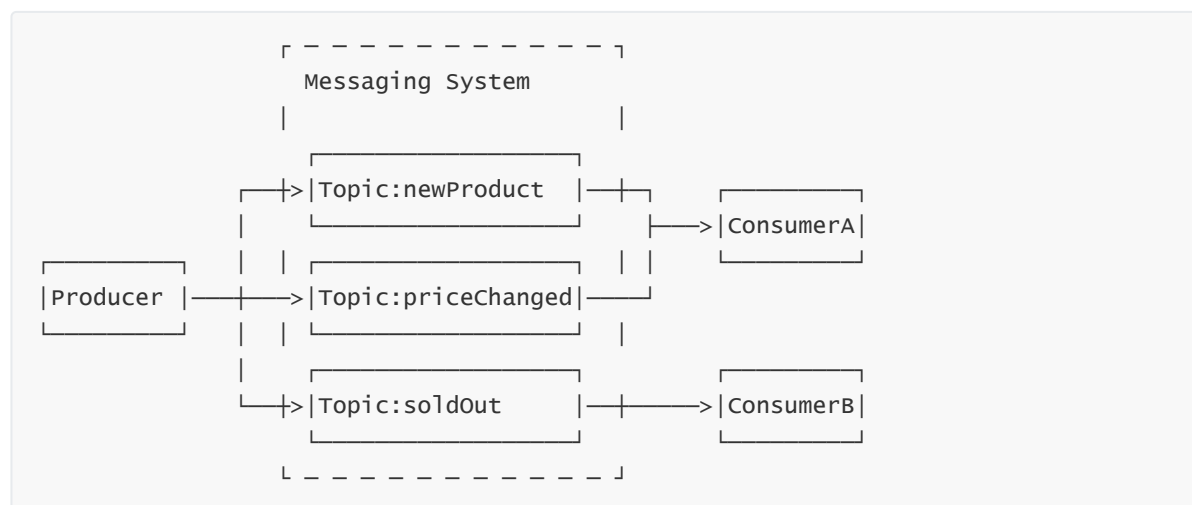 Messaging System
Topic:newProduct
ConsumerA
Producer
Topic:priceChanged
Topic:soldOut
ConsumerB